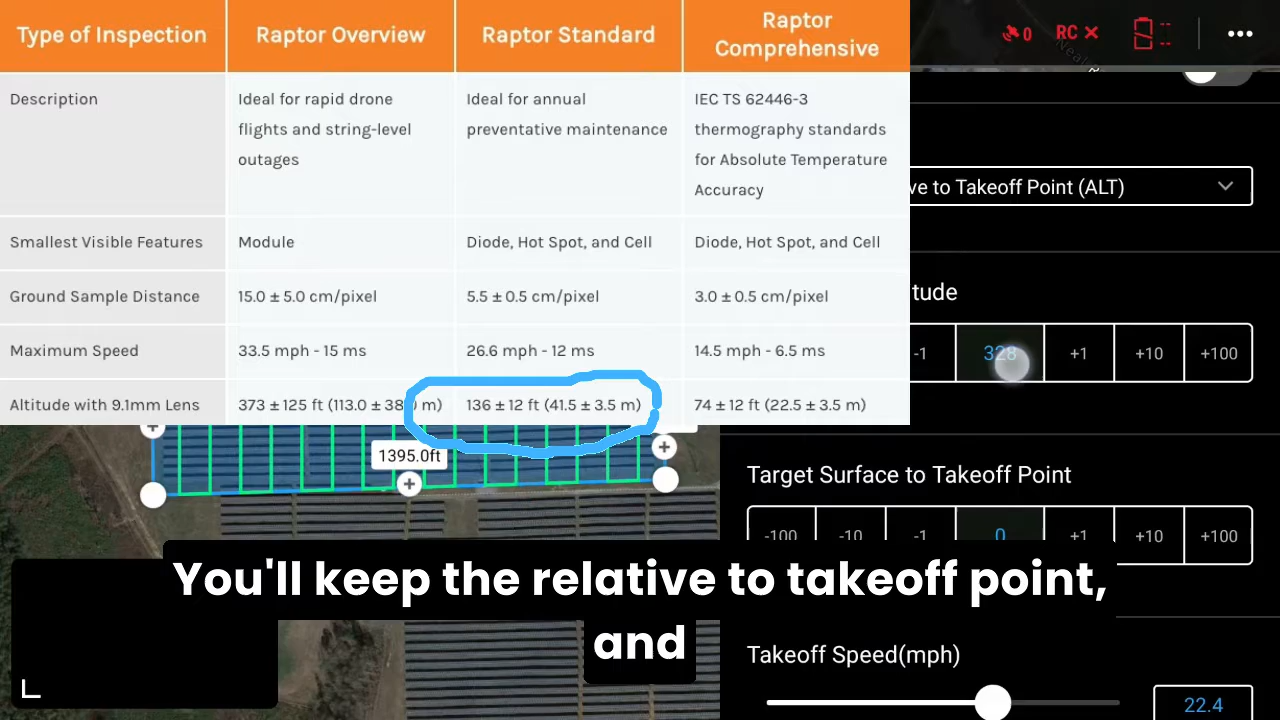 Type of Inspection
Raptor Overview
Raptor Standard
Raptor
Comprehensive
0
RC
Description
Ideal for rapid drone
flights and string-level
outages
Ideal for annual
preventative maintenance
IEC TS 62446-3
thermography standards
for Absolute Temperature
Accuracy
ve to Takeoff Point (ALT)
Smallest Visible Features
Module
Diode, Hot Spot, and Cell
Diode, Hot Spot, and Cell
Ground Sample Distance
15.0 ± 5.0 cm/pixel
5.5 ± 0.5 cm/pixel
3.0 ± 0.5 cm/pixel
tude
Maximum Speed
33.5 mph - 15 ms
26.6 mph - 12 ms
14.5 mph - 6.5 ms
-1
328
+1
+10
+100
Altitude with 9.1mm Lens
373 ± 125 ft (113.0 ± 38 m)
136 ± 12 ft (41.5 ± 3.5 m)
74 ± 12 ft (22.5 ± 3.5 m)
1395.0ft
Target Surface to Takeoff Point
-100
-10
-1
0
+1
+10
+100
You'll keep the relative to takeoff point,
and
Takeoff Speed(mph)
22.4